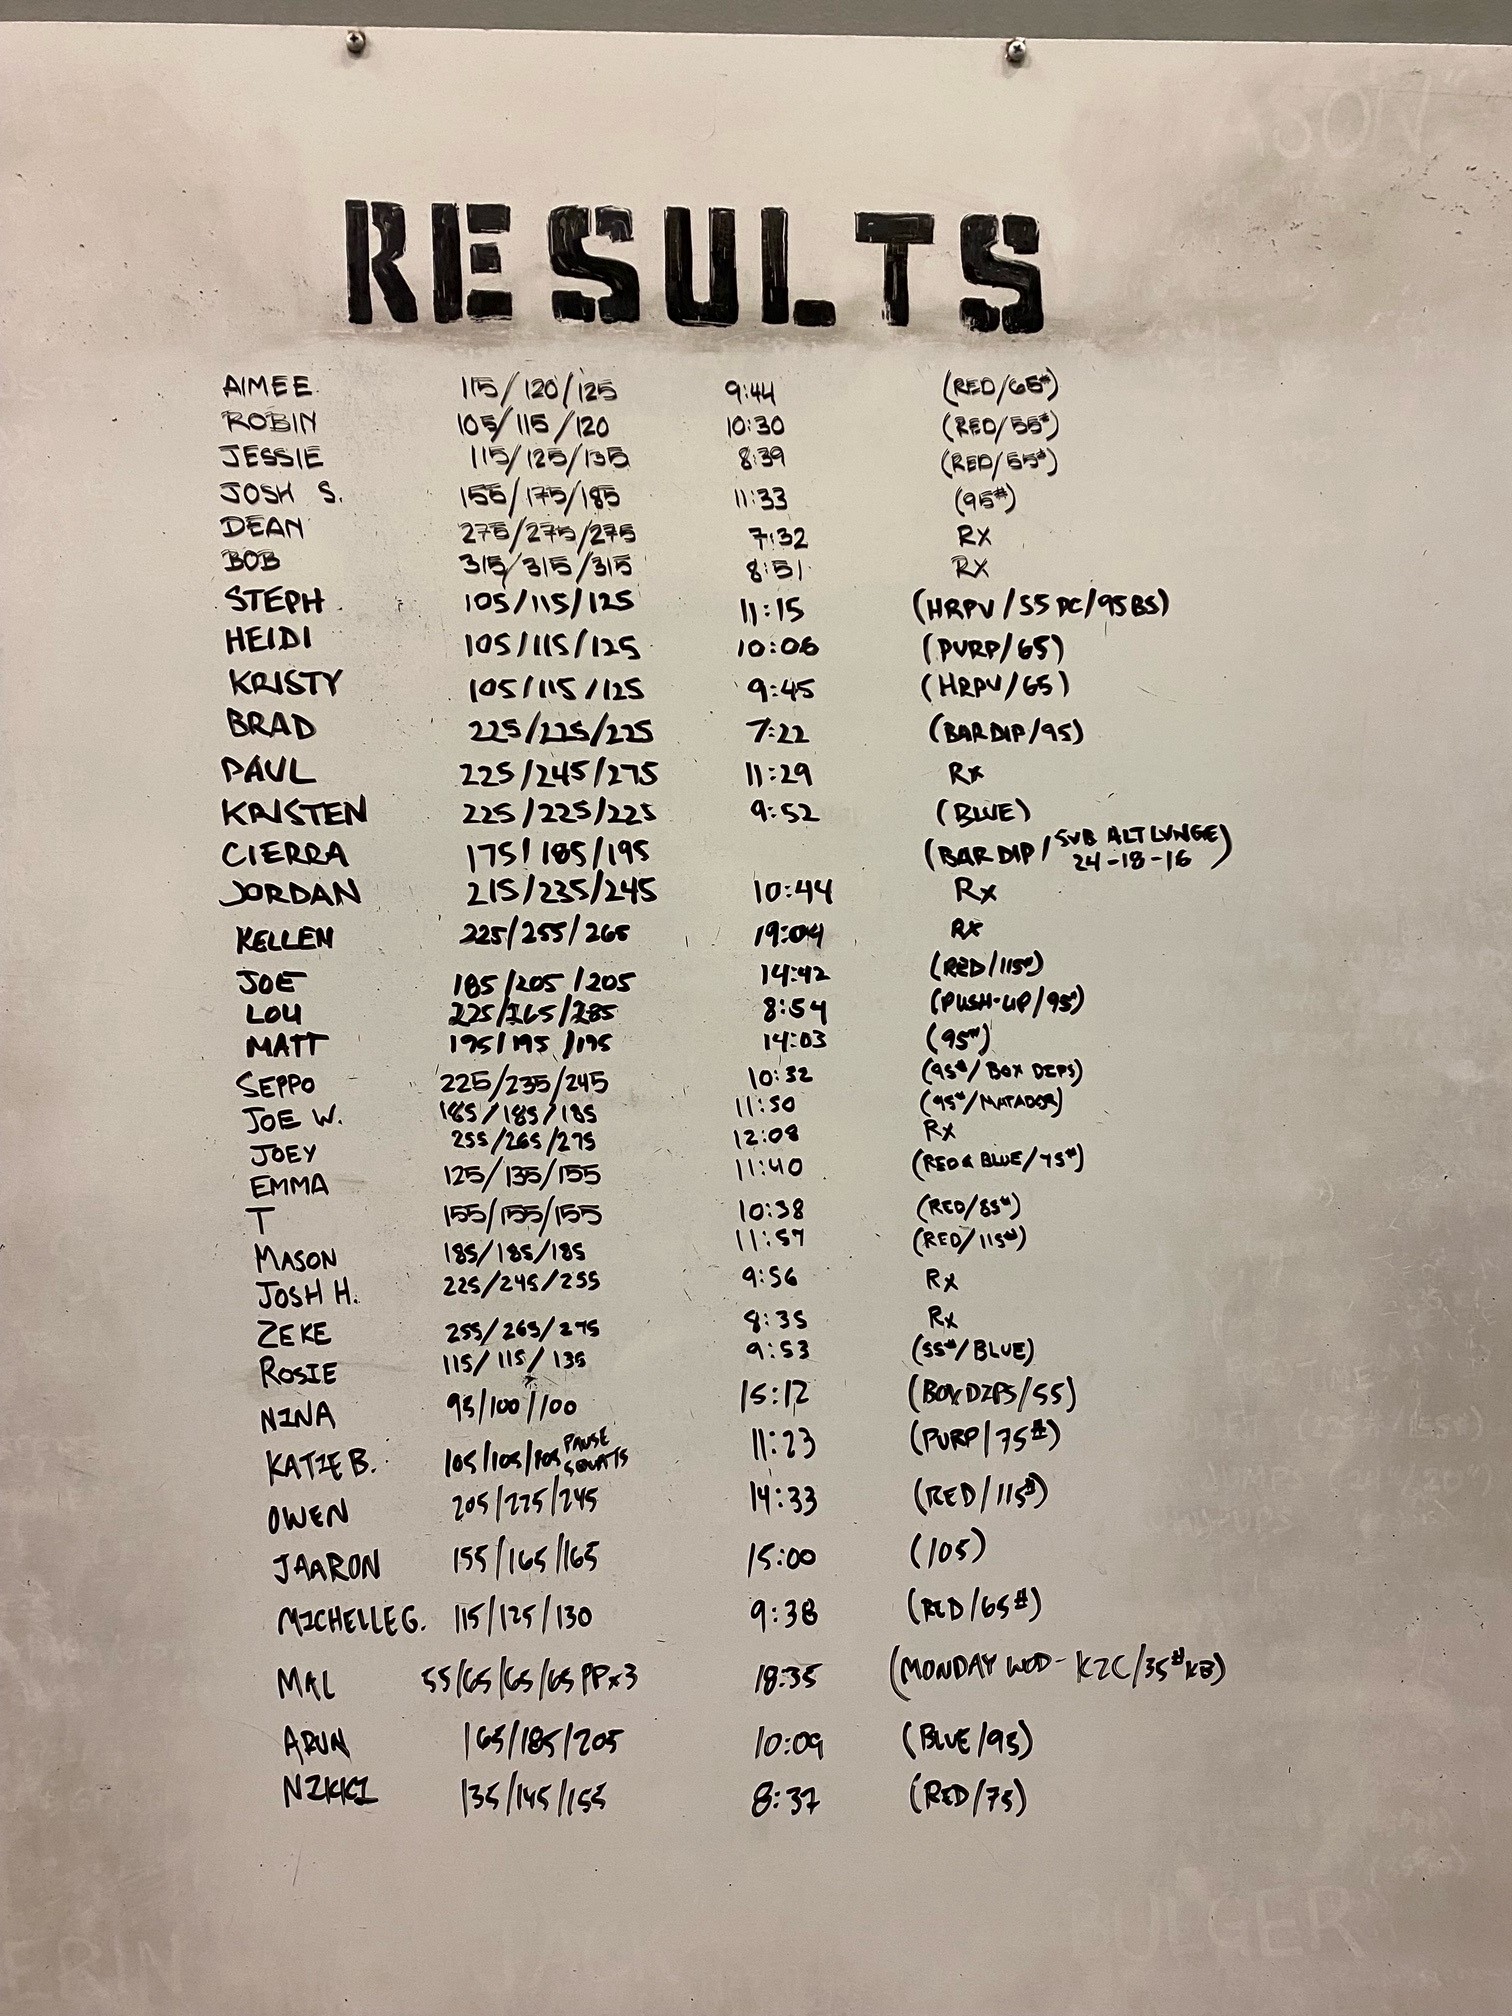 RESULTS
AIMEE 115/120/125 9:44 (RED/65#)
ROBIN 105/115/120 10:30 (RED/55#)
JESSIE 115/125/135 8:39 (RED/55#)
JOSH S. 155/175/185 11:33 (95#)
DEAN 275/275/275 7:32 RX
BOB 315/315/315 8:51 RX
STEPH 105/115/125 11:15 (HRPU/55 PC/95 BS)
HEIDI 105/115/125 10:06 (PURP/65)
KRISTY 105/115/125 9:45 (HRPU/65)
BRAD 225/225/225 7:22 (BAR DIP/95)
PAUL 225/245/275 11:29 Rx
KRISTEN 225/225/225 9:52 (BLUE)
CIERRA 175/185/195 (BAR DIP/SUB ALT LUNGE 24-18-16)
JORDAN 215/235/245 10:44 Rx
KELLEN 225/255/265 19:04 Rx
JOE 185/205/205 14:42 (RED/115#)
LOU 225/265/285 8:54 (PUSH-UP/95#)
MATT 195/195/195 14:03 (95#)
SEPPO 225/235/245 10:32 (95#/BOX DIPS)
JOE W. 185/185/185 11:50 (95#/MATADOR)
JOEY 255/265/275 12:08 Rx
EMMA 125/135/155 11:40 (RED & BLUE/75#)
T 155/155/155 10:38 (RED/85#)
MASON 185/185/185 11:57 (RED/115#)
JOSH H. 225/245/255 9:56 Rx
ZEKE 255/265/275 8:35 Rx
ROSIE 115/115/135 9:53 (55#/BLUE)
NINA 95/100/100 15:12 (BOX DIPS/55)
KATIE B. 105/105/105 PAUSE SQUATS 11:23 (PURP/75#)
OWEN 205/225/245 14:33 (RED/115#)
JAARON 155/165/165 15:00 (105)
MICHELLE G. 115/125/130 9:38 (RED/65#)
MAL 55/65/65/65 PPx3 18:35 (MONDAY WOD - K2C/35# KB)
ARUN 165/185/205 10:09 (BLUE/95)
NIKKI 135/145/155 8:37 (RED/75)
BULGER
ERIN